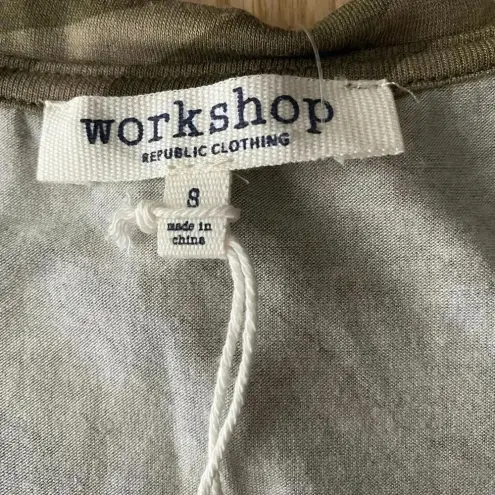 workshop
REPUBLIC CLOTHING
S
made in
china